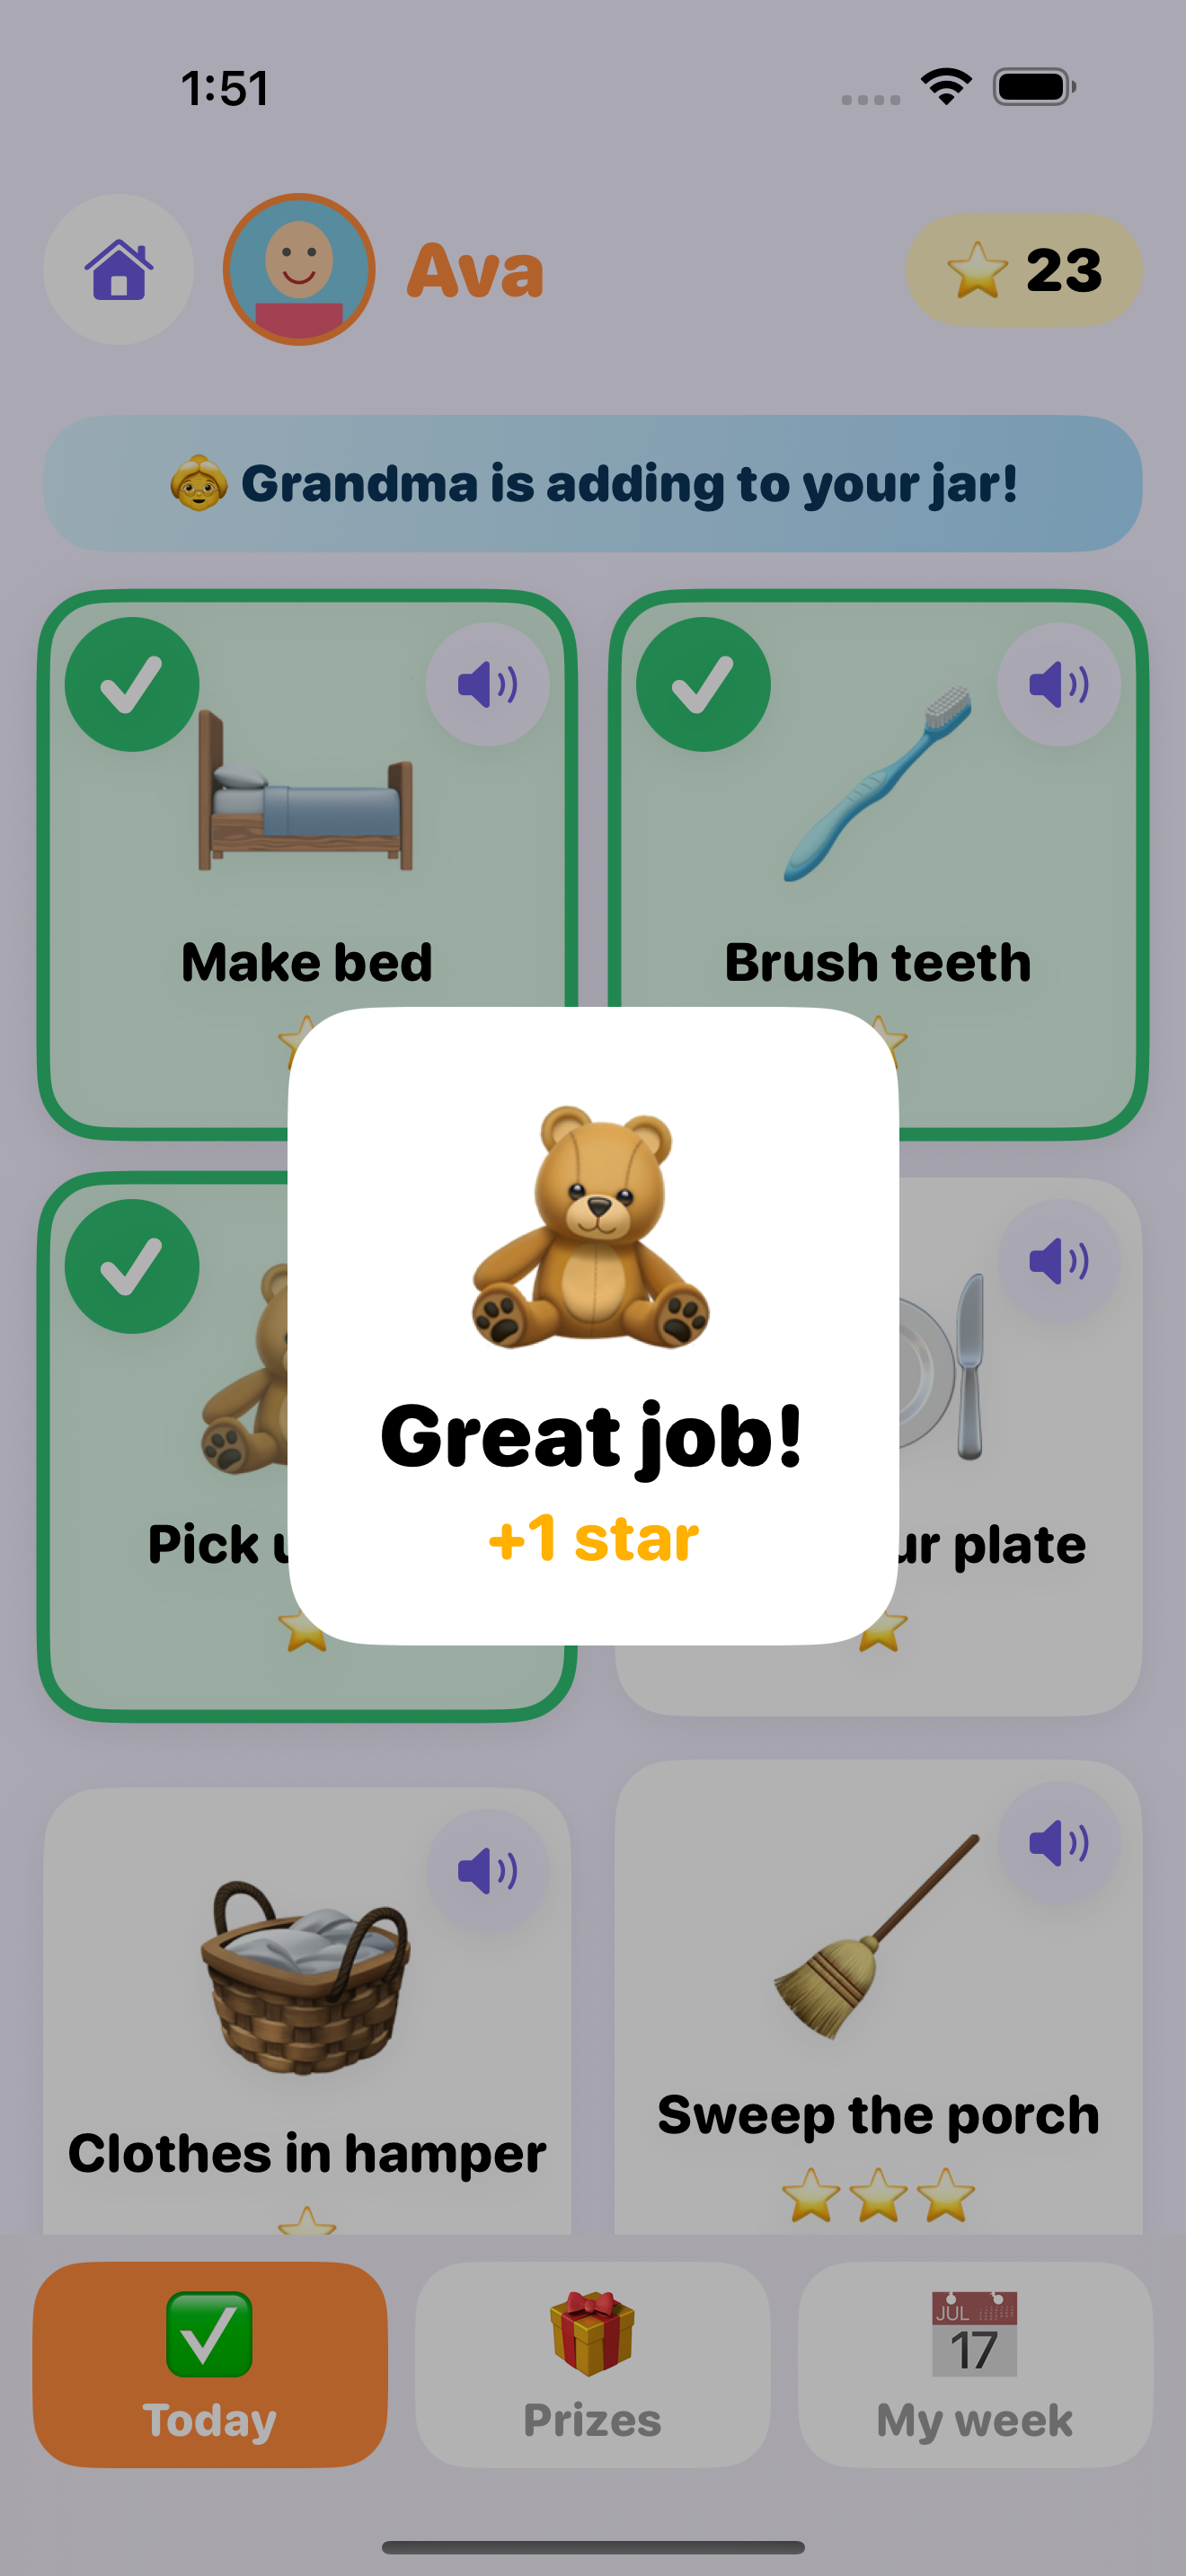 1:51
Ava
23
Grandma is adding to your jar!
Make bed
Brush teeth
Great job!
+1 star
Pick
plate
Clothes in hamper
Sweep the porch
Today
Prizes
JUL
17
My week